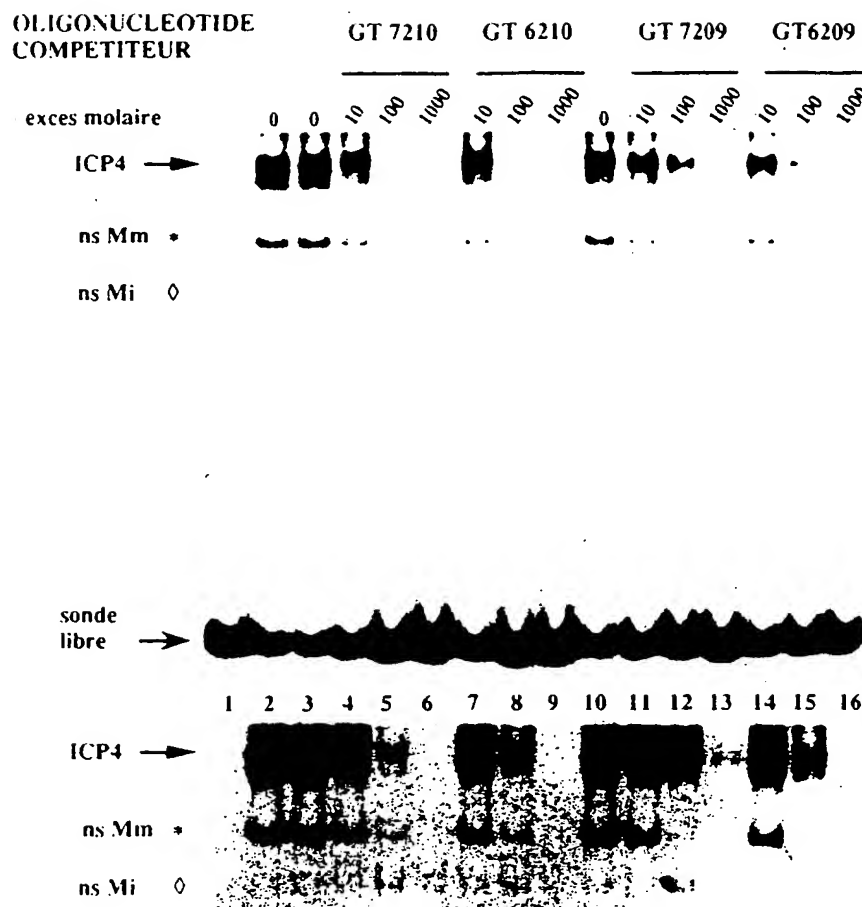 OLIGONUCLEOTIDE
COMPETITEUR
GT 7210 GT 6210 GT 7209 GT6209
exces molaire 0 0 10 100 1000 10 100 1000 0 10 100 1000 10 100 1000
ICP4
ns Mm *
ns Mi ◊
sonde
libre
1 2 3 4 5 6 7 8 9 10 11 12 13 14 15 16
ICP4
ns Mm *
ns Mi ◊